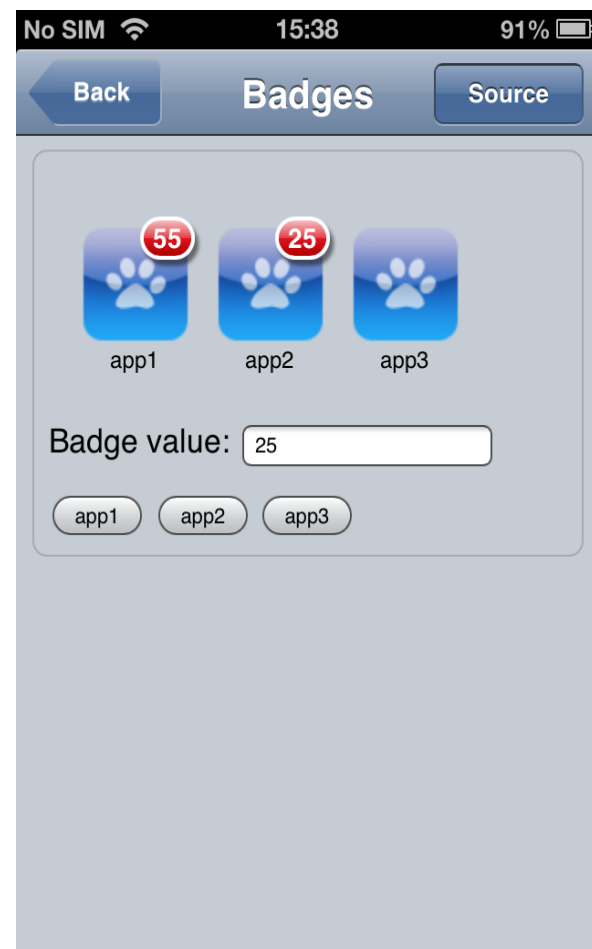 No SIM 15:38 91%
Back Badges Source
55 25
app1 app2 app3
Badge value: 25
app1 app2 app3